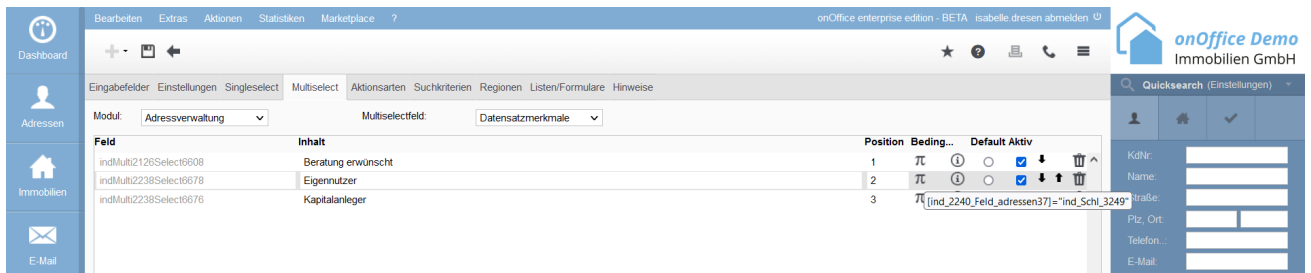 Bearbeiten Extras Aktionen Statistiken Marketplace ? onOffice enterprise edition - BETA isabelle.dresen abmelden
Dashboard
onOffice Demo
Immobilien GmbH
Eingabefelder Einstellungen Singleselect Multiselect Aktionsarten Suchkriterien Regionen Listen/Formulare Hinweise
Quicksearch (Einstellungen)
Adressen
Modul: Adressverwaltung Multiselectfeld: Datensatzmerkmale
Feld Inhalt Position Beding... Default Aktiv
indMulti2126Select6608 Beratung erwünscht 1 π
KdNr:
indMulti2238Select6678 Eigennutzer 2 π
Name:
Immobilien
indMulti2238Select6676 Kapitalanleger 3 π
[ind_2240_Feld_adressen37]="ind_Schl_3249"
Straße:
Plz, Ort:
Telefon..:
E-Mail
E-Mail: